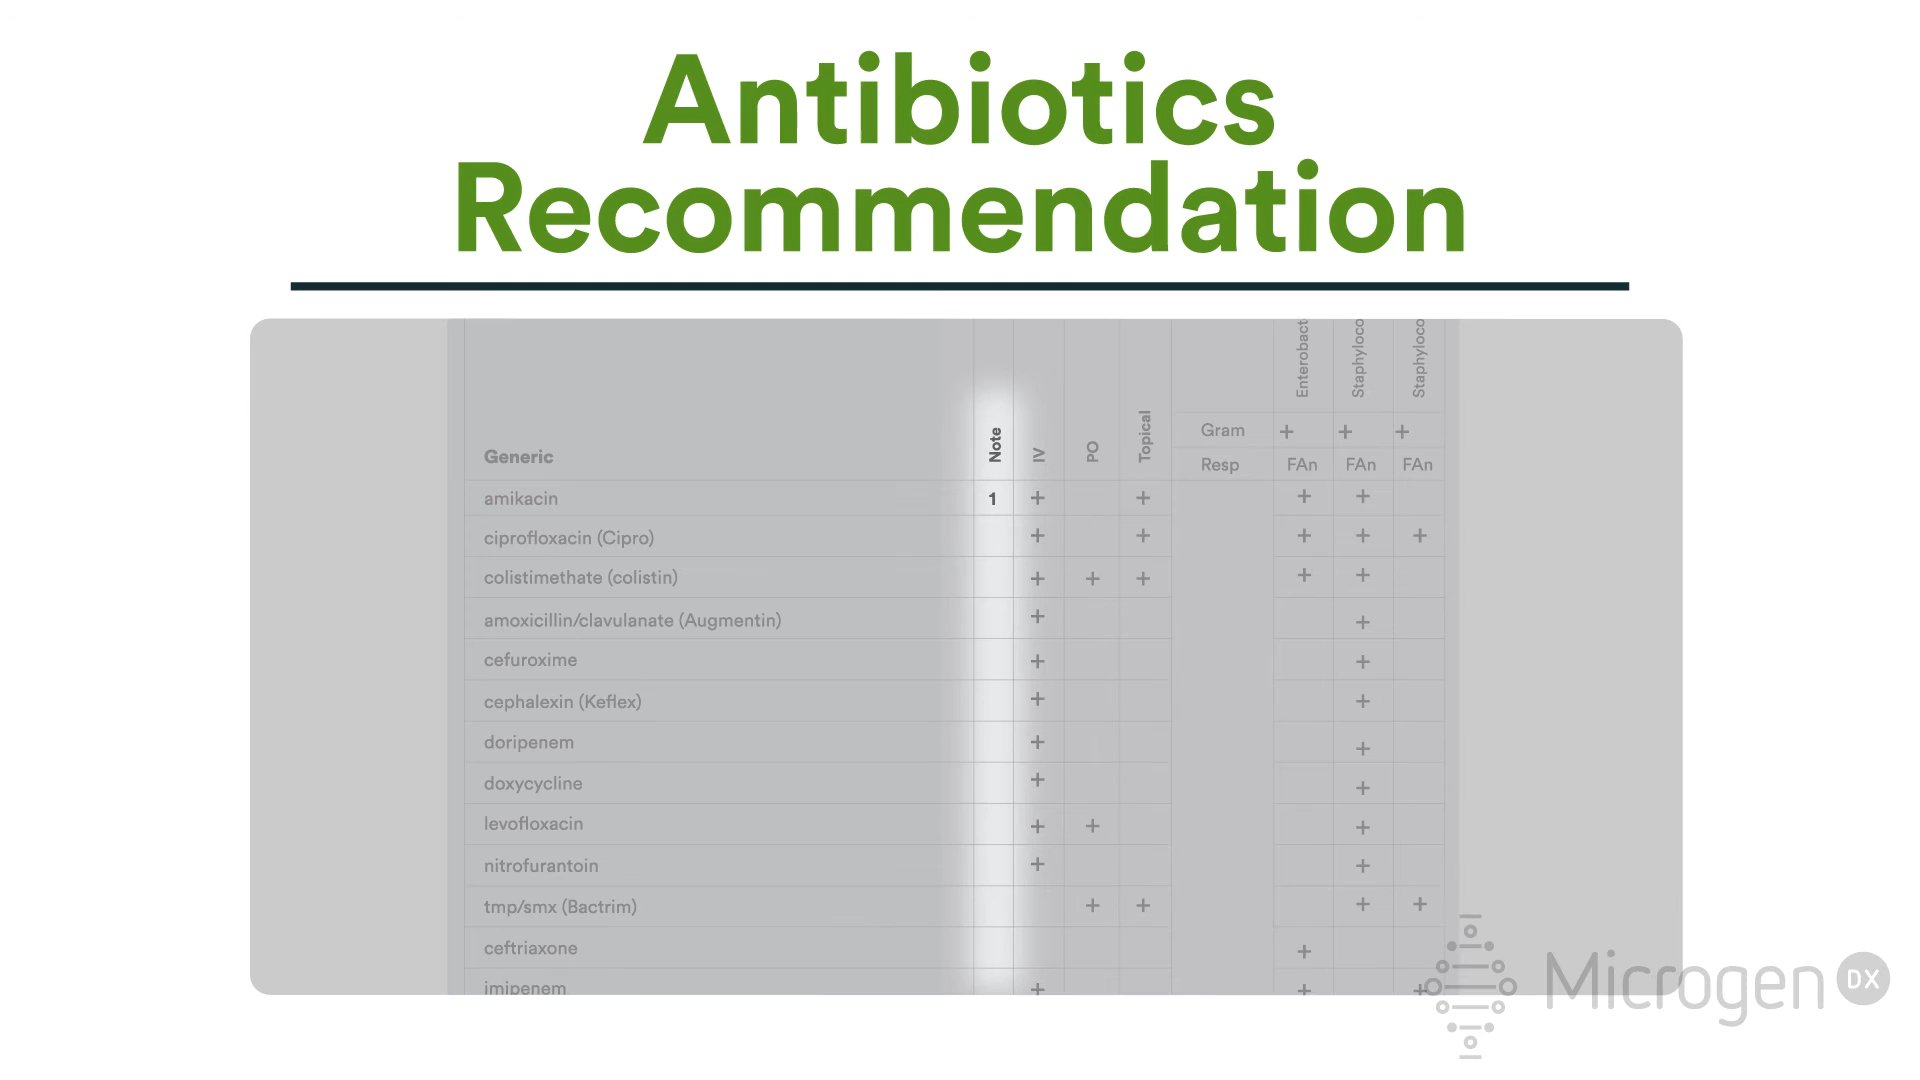 Antibiotics
Recommendation
Enterobact Staphyloco Staphyloco
Generic Note IV PO Topical
Gram + + +
Resp FAn FAn FAn
amikacin 1 + + + +
ciprofloxacin (Cipro) + + + + +
colistimethate (colistin) + + + + +
amoxicillin/clavulanate (Augmentin) + +
cefuroxime + +
cephalexin (Keflex) + +
doripenem + +
doxycycline + +
levofloxacin + + +
nitrofurantoin + +
tmp/smx (Bactrim) + + + +
ceftriaxone +
imipenem + + +
Microgen DX